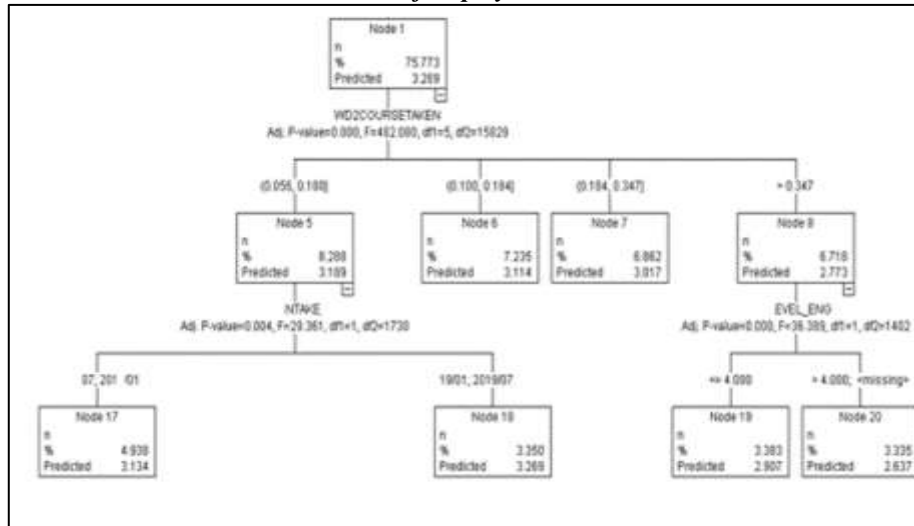 Node 1
n
% 75.773
Predicted 3.269
WD2COURSETAKEN
Adj. P-value=0.000, F=482.080, df1=5, df2=15829
(0.056, 0.100] (0.100, 0.184] (0.184, 0.347] > 0.347
Node 5 Node 6 Node 7 Node 8
n n n n
% 8.288 % 7.235 % 6.862 % 6.718
Predicted 3.189 Predicted 3.114 Predicted 3.017 Predicted 2.773
NTAKE EVEL_ENG
Adj. P-value=0.004, F=29.361, df1=1, df2=1730 Adj. P-value=0.000, F=36.389, df1=1, df2=1402
07; 201 /01 19/01; 2019/07 <= 4.000 > 4.000; <missing>
Node 17 Node 18 Node 19 Node 20
n n n n
% 4.938 % 3.350 % 3.383 % 3.335
Predicted 3.134 Predicted 3.269 Predicted 2.907 Predicted 2.637